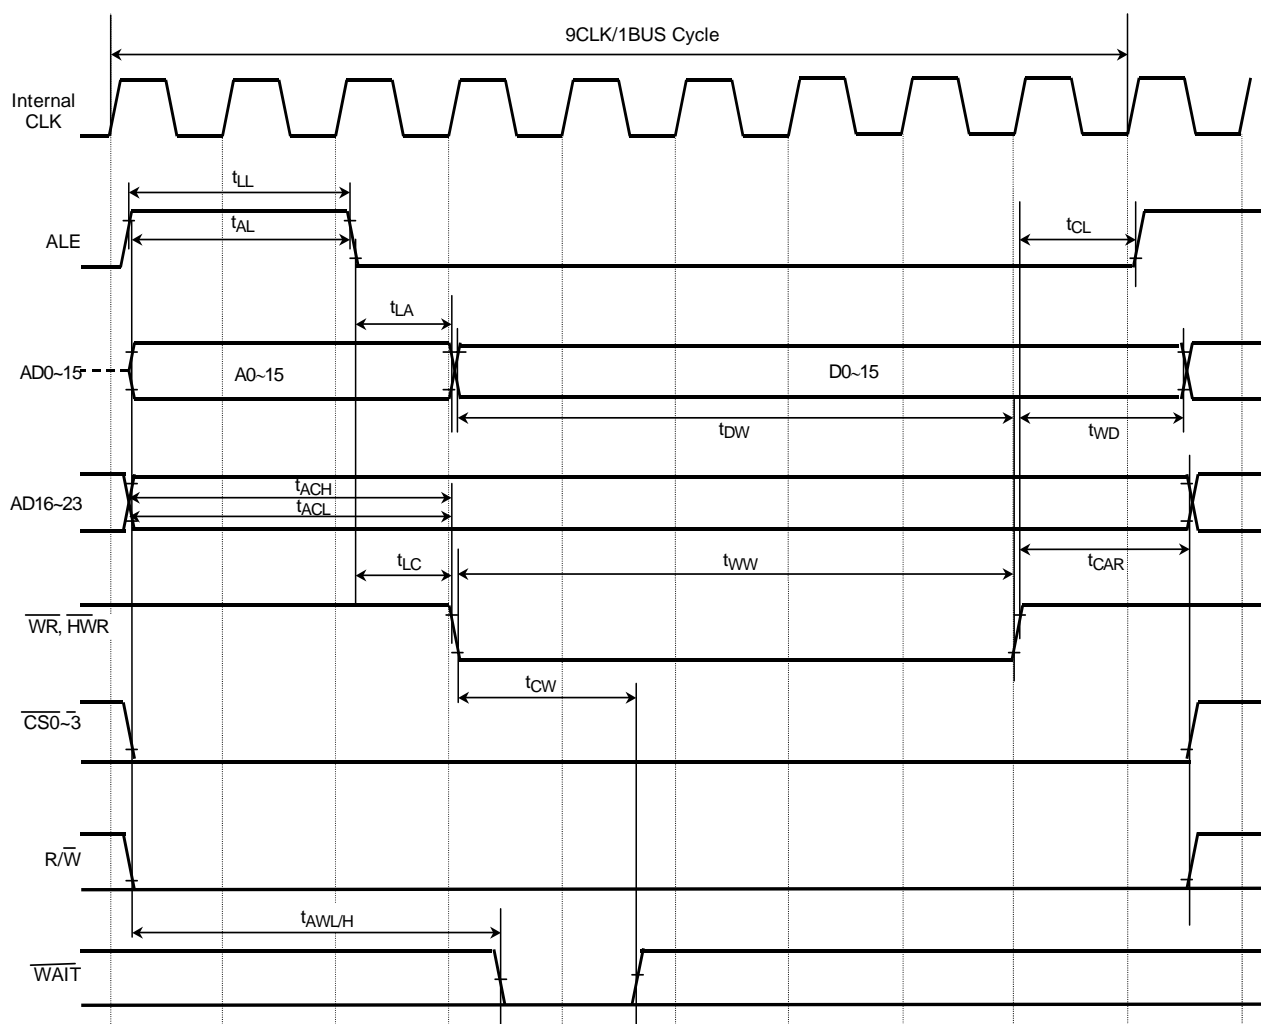 9CLK/1BUS Cycle
Internal
CLK
tLL
tAL
tCL
ALE
tLA
AD0~15
A0~15
D0~15
tDW
tWD
tACH
AD16~23
tACL
tLC
tWW
tCAR
WR, HWR
tCW
CS0~3
R/W
tAWL/H
WAIT